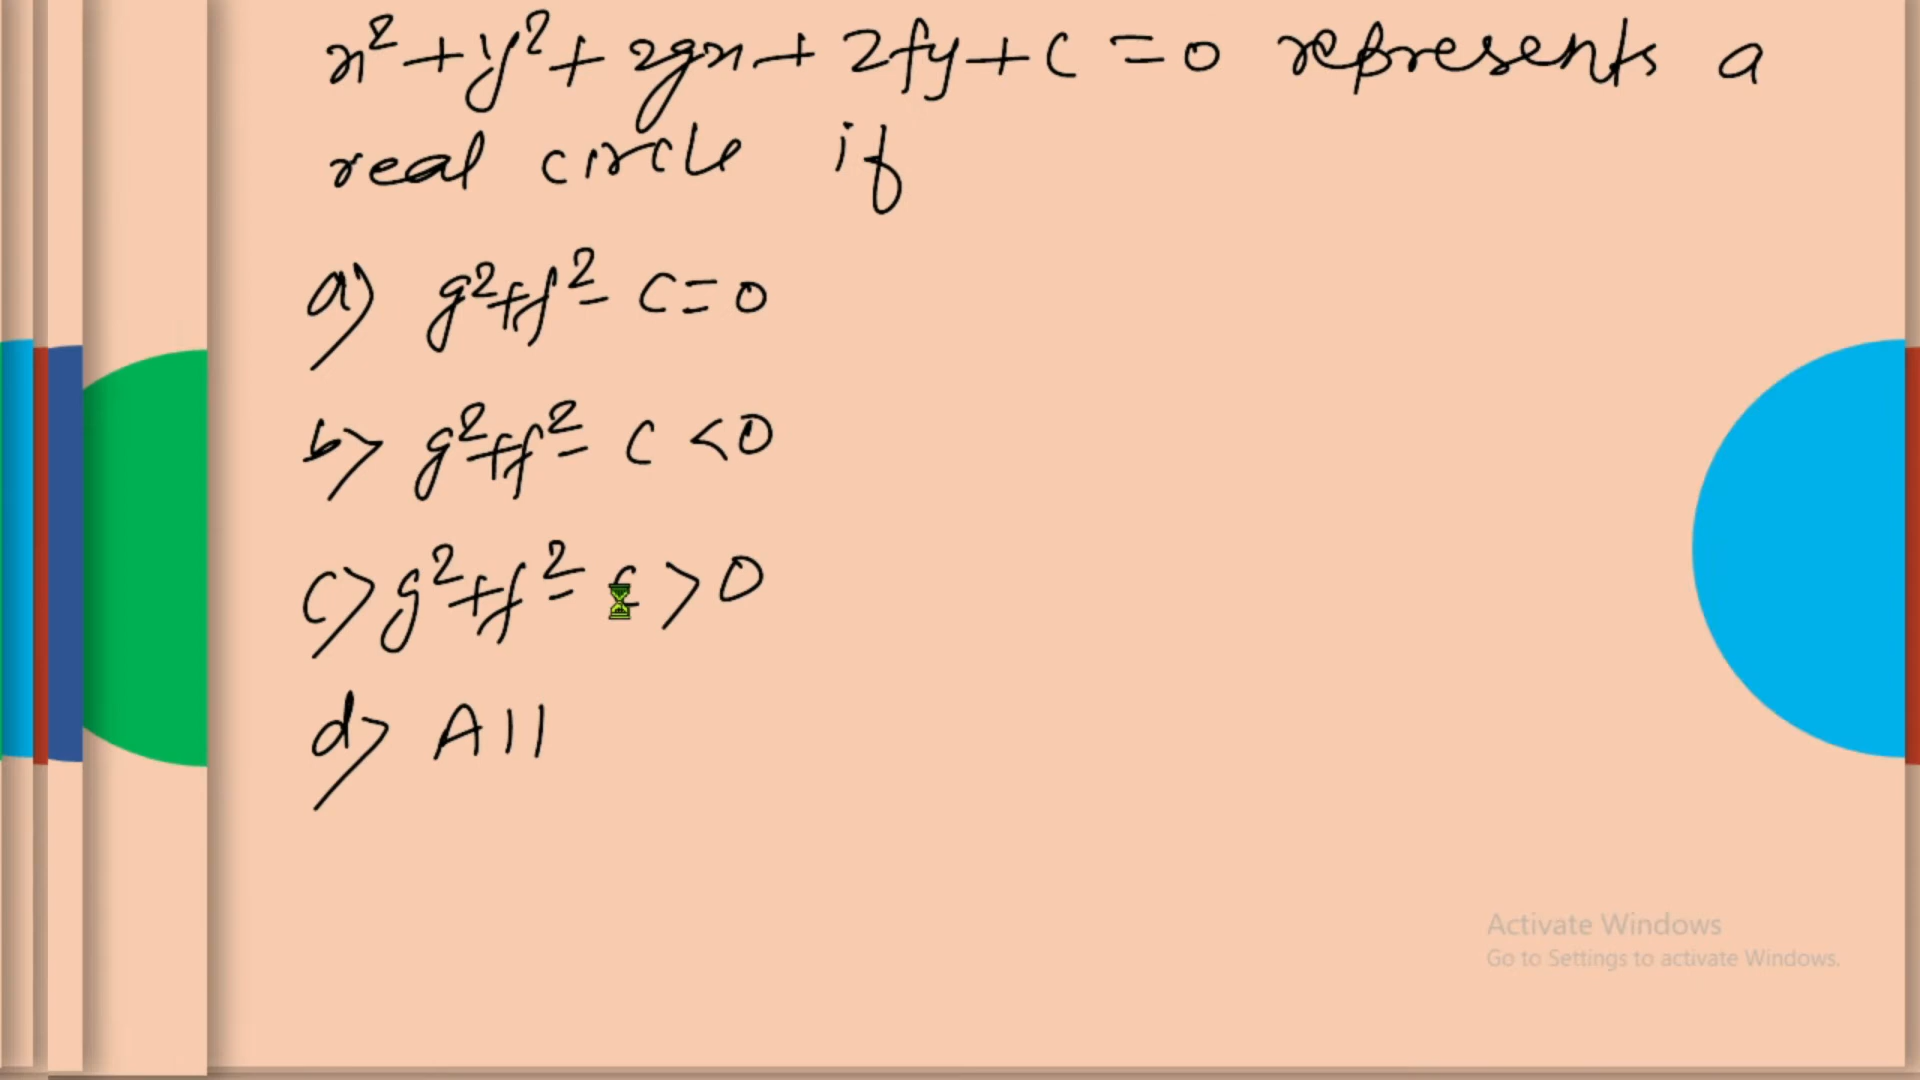 x²+y²+2gx+2fy+c=0 represents a
real circle if
a) g²+f²-c=0
b) g²+f²-c<0
c) g²+f²-c>0
d) All
Activate Windows
Go to Settings to activate Windows.